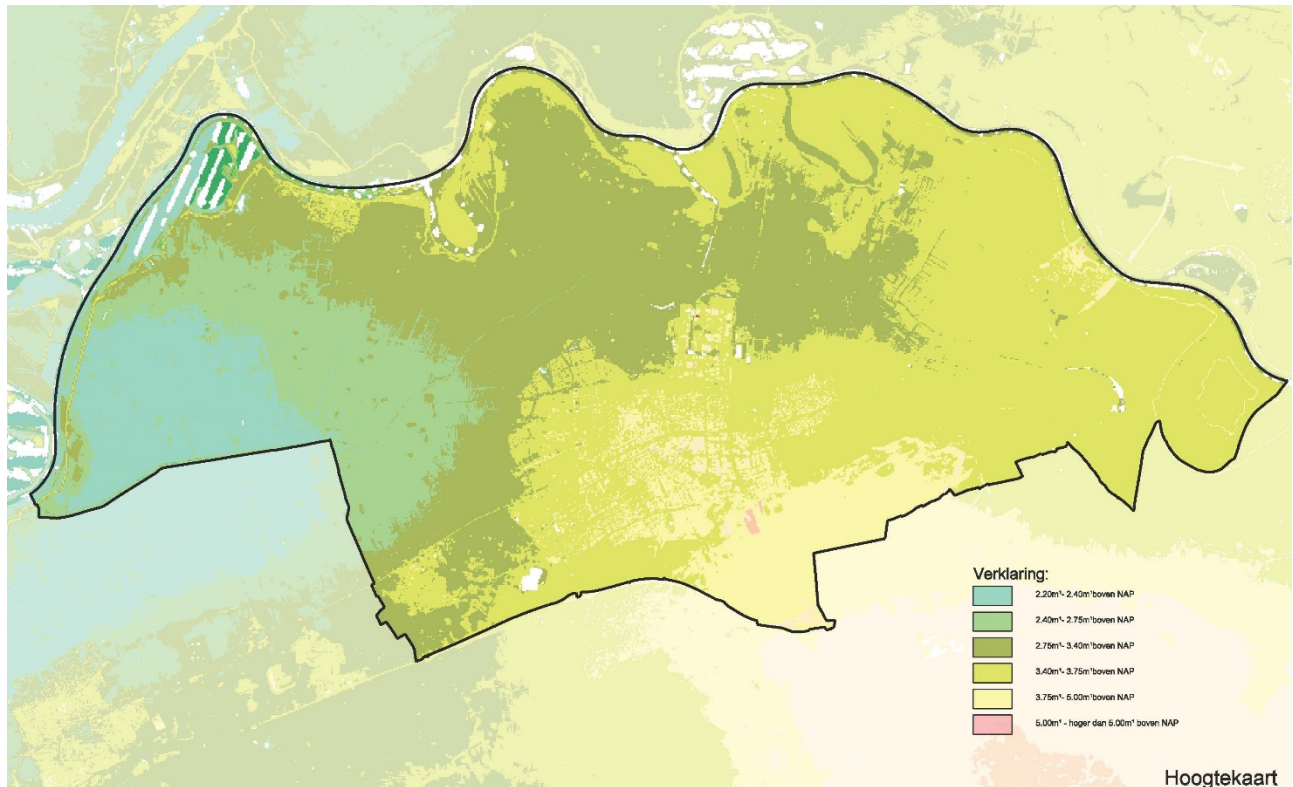 Verklaring:
2.20m¹- 2.40m¹boven NAP
2.40m¹- 2.75m¹boven NAP
2.75m¹- 3.40m¹boven NAP
3.40m¹- 3.75m¹boven NAP
3.75m¹- 5.00m¹boven NAP
5.00m¹ - hoger dan 5.00m¹ boven NAP
Hoogtekaart